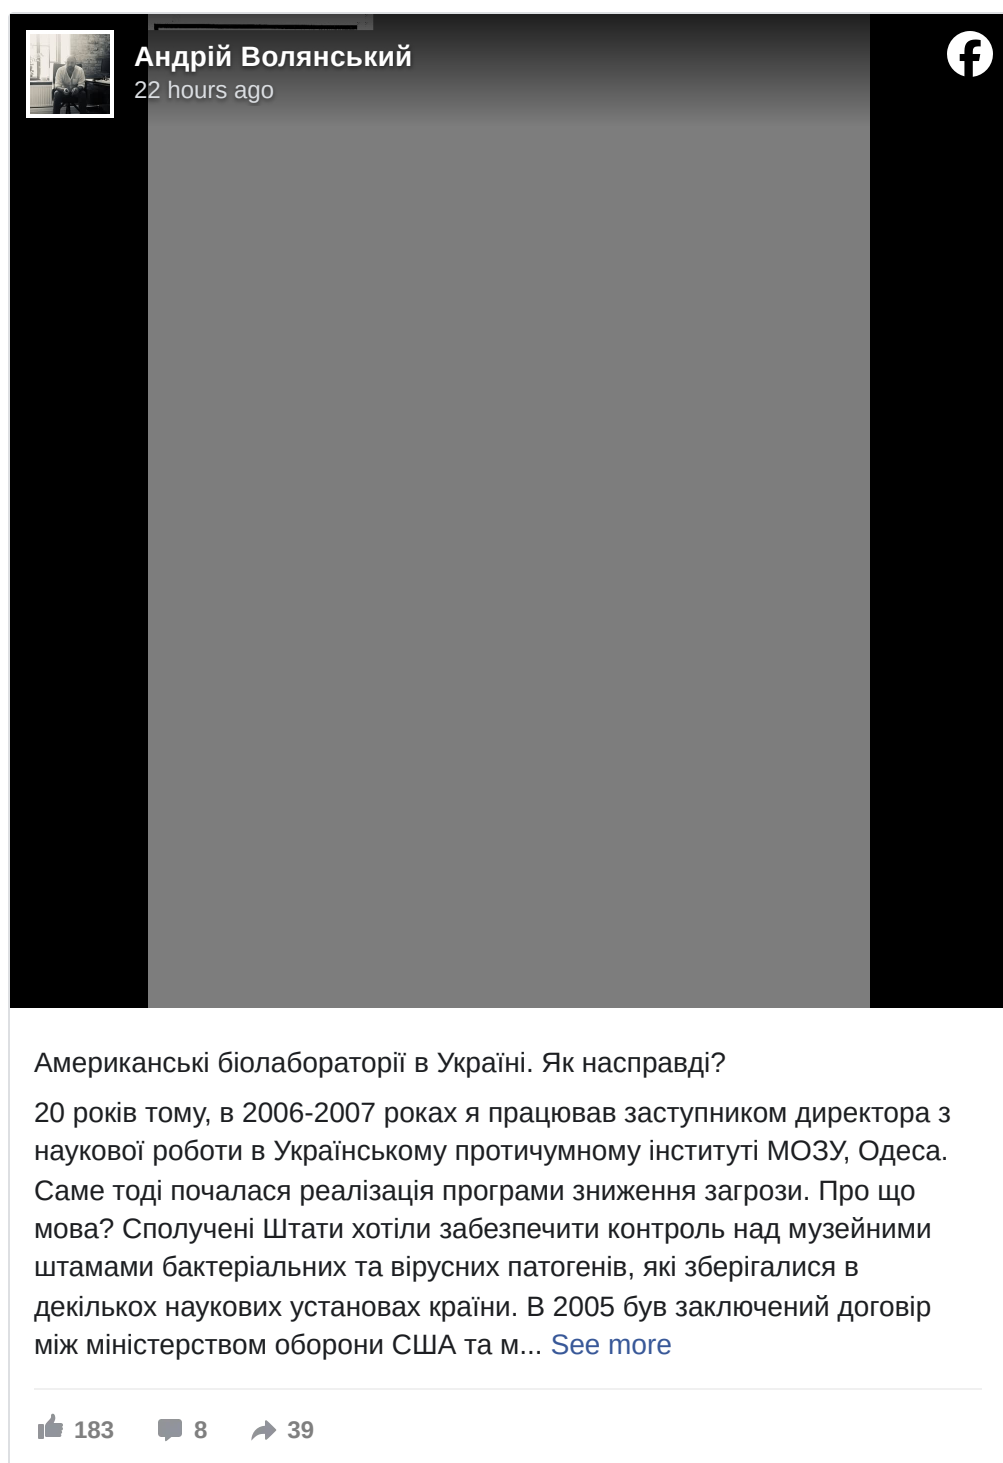 Андрій Волянський
22 hours ago
Американські біолабораторії в Україні. Як насправді?
20 років тому, в 2006-2007 роках я працював заступником директора з
наукової роботи в Українському протичумному інституті МОЗУ, Одеса.
Саме тоді почалася реалізація програми зниження загрози. Про що
мова? Сполучені Штати хотіли забезпечити контроль над музейними
штамами бактеріальних та вірусних патогенів, які зберігалися в
декількох наукових установах країни. В 2005 був заключений договір
між міністерством оборони США та м... See more
183 8 39